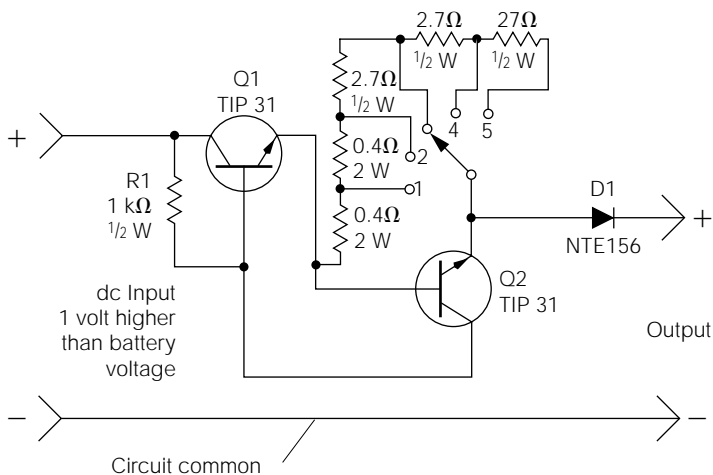 2.7Ω
1/2 W
27Ω
1/2 W
Q1
TIP 31
2.7Ω
1/2 W
4
5
+
2
0.4Ω
2 W
1
R1
1 kΩ
1/2 W
0.4Ω
2 W
D1
+
NTE156
Q2
TIP 31
dc Input
1 volt higher
than battery
voltage
Output
−
−
Circuit common